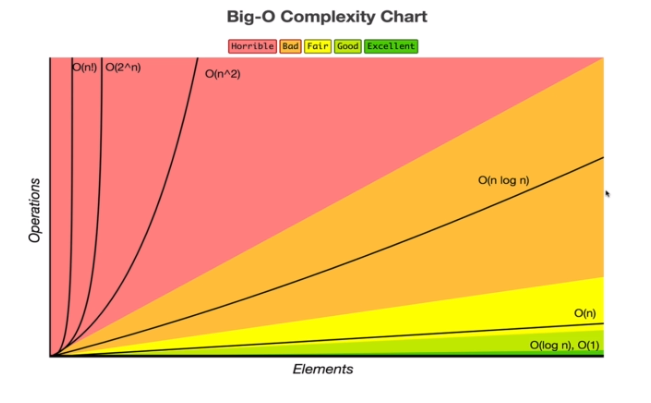 Big-O Complexity Chart
Horrible Bad Fair Good Excellent
O(n!) O(2^n) O(n^2)
O(n log n)
O(n)
O(log n), O(1)
Operations
Elements